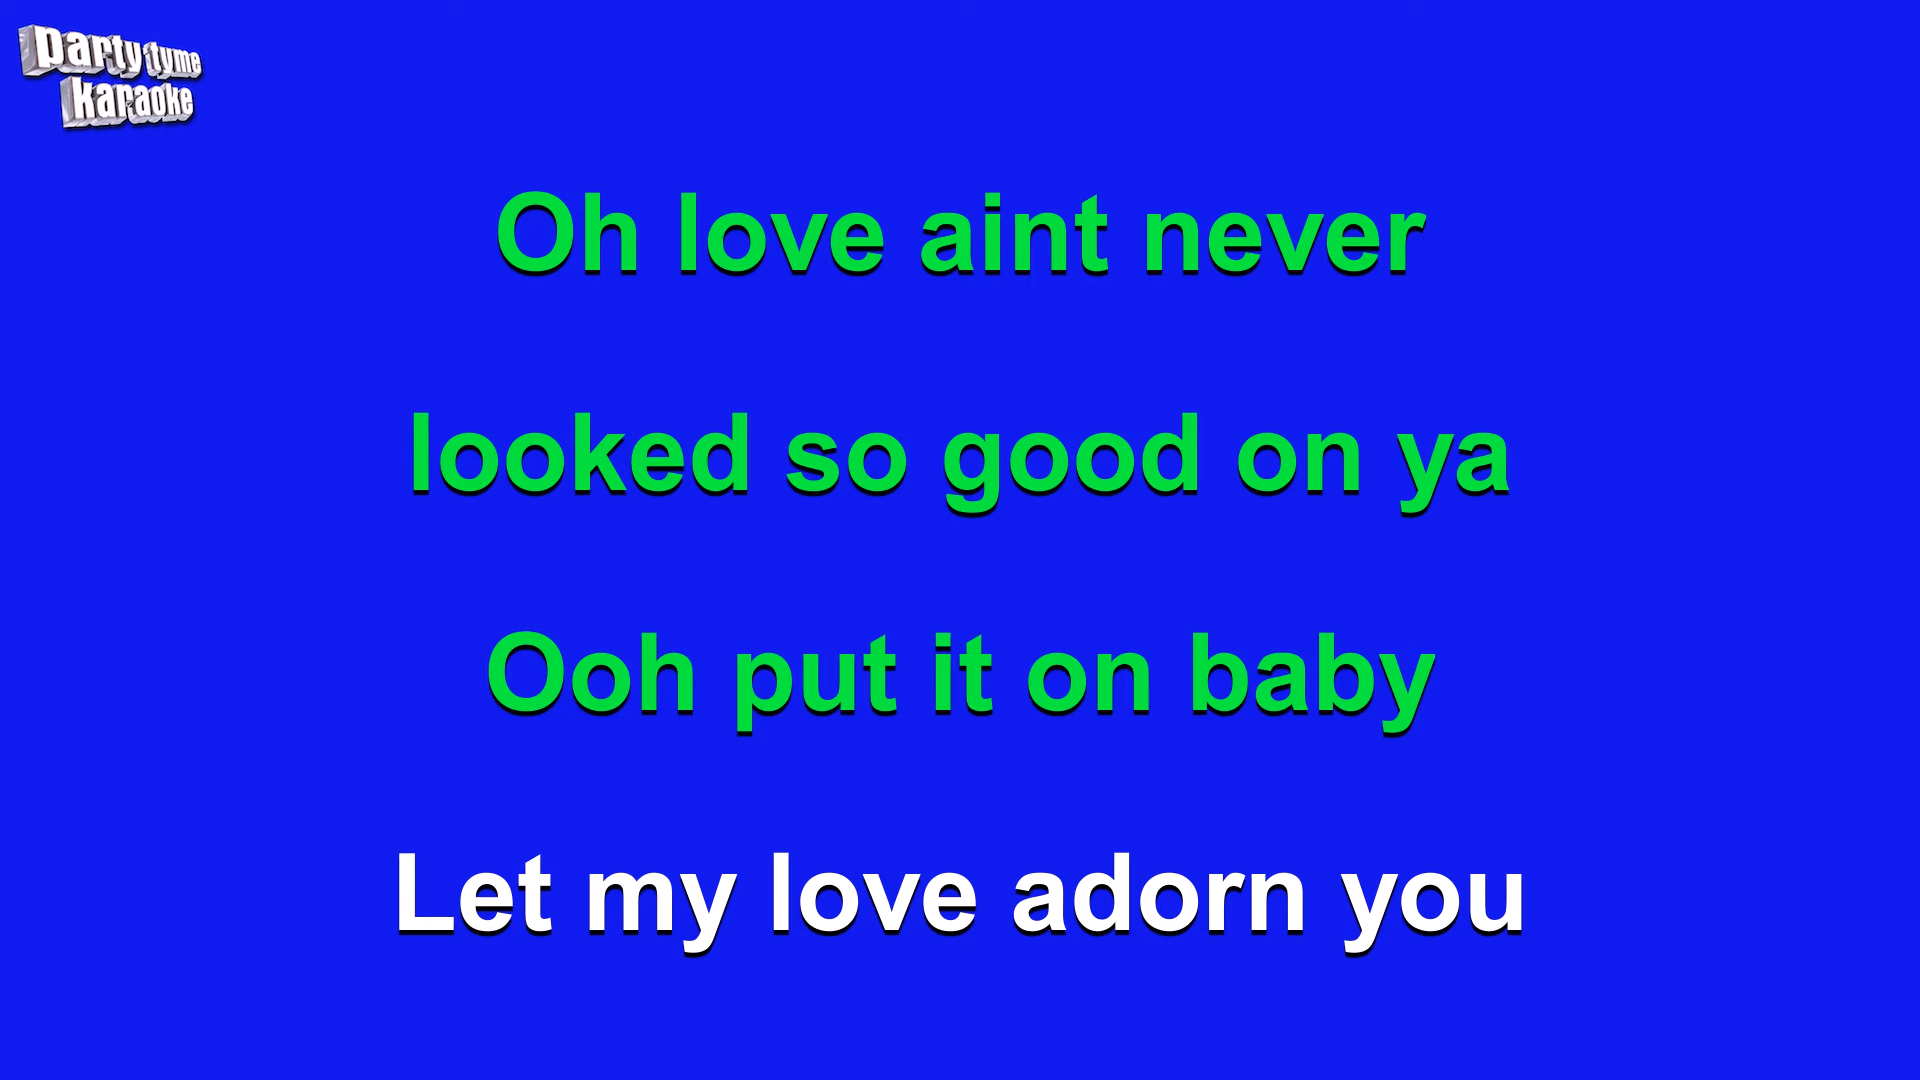 party tyme
karaoke
Oh love aint never
looked so good on ya
Ooh put it on baby
Let my love adorn you